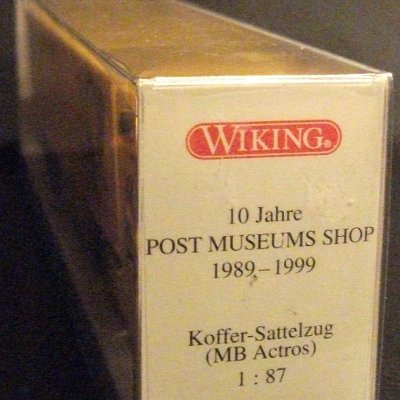 WIKING®
10 Jahre
POST MUSEUMS SHOP
1989–1999
Koffer-Sattelzug
(MB Actros)
1 : 87